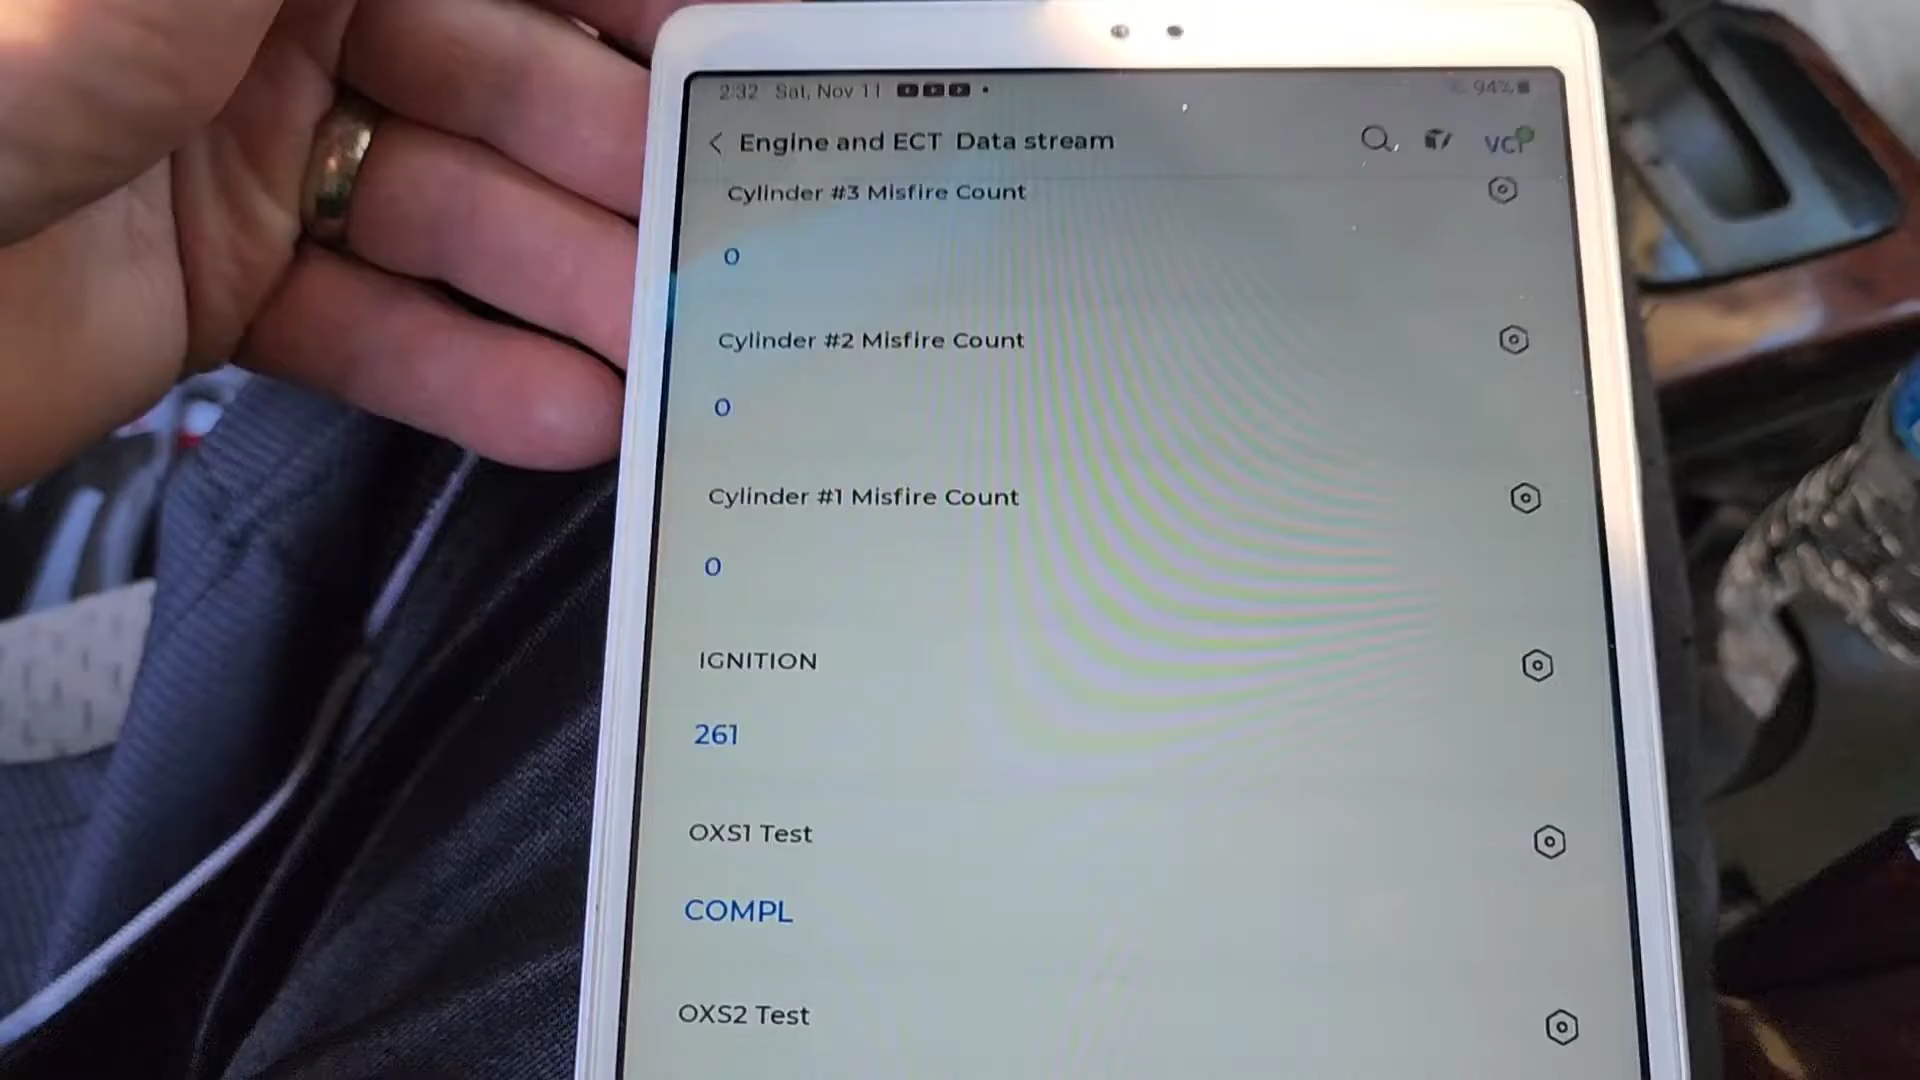 2:32 Sat, Nov 11 94%
Engine and ECT Data stream VCI
Cylinder #3 Misfire Count
0
Cylinder #2 Misfire Count
0
Cylinder #1 Misfire Count
0
IGNITION
261
OXS1 Test
COMPL
OXS2 Test